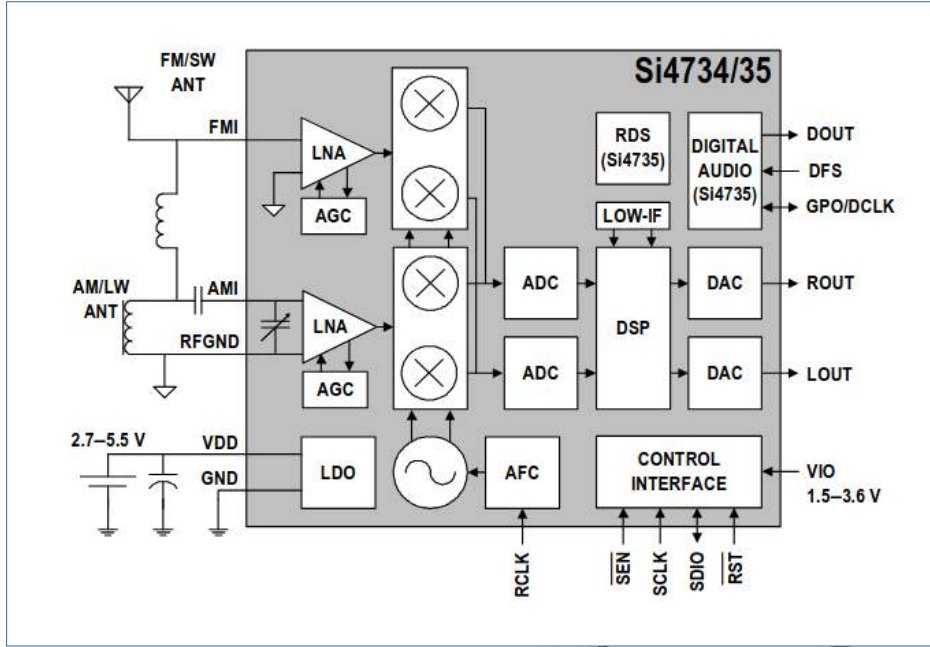 Si4734/35
FM/SW
ANT
FMI
LNA
AGC
RDS
(Si4735)
DIGITAL
AUDIO
(Si4735)
DOUT
DFS
GPO/DCLK
LOW-IF
AM/LW
ANT
AMI
RFGND
LNA
AGC
ADC
ADC
DSP
DAC
DAC
ROUT
LOUT
2.7–5.5 V
VDD
GND
LDO
AFC
CONTROL
INTERFACE
VIO
1.5–3.6 V
RCLK
SEN
SCLK
SDIO
RST